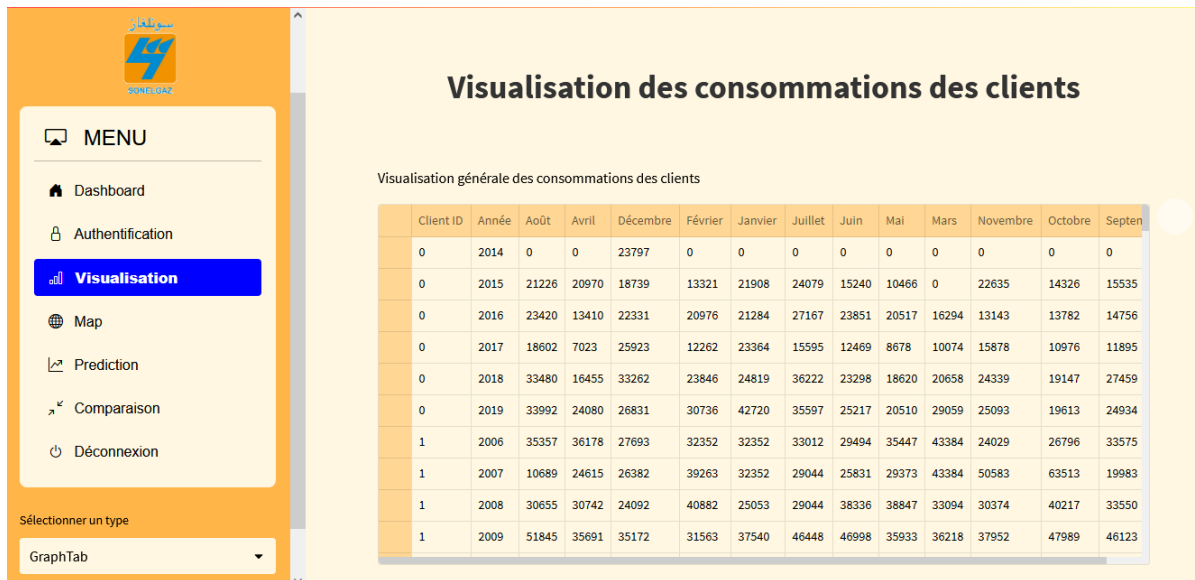 سونلغاز
SONELGAZ
MENU
Dashboard
Authentification
Visualisation
Map
Prediction
Comparaison
Déconnexion
Sélectionner un type
GraphTab
Visualisation des consommations des clients
Visualisation générale des consommations des clients
Client ID Année Août Avril Décembre Février Janvier Juillet Juin Mai Mars Novembre Octobre Septen
0 2014 0 0 23797 0 0 0 0 0 0 0 0 0
0 2015 21226 20970 18739 13321 21908 24079 15240 10466 0 22635 14326 15535
0 2016 23420 13410 22331 20976 21284 27167 23851 20517 16294 13143 13782 14756
0 2017 18602 7023 25923 12262 23364 15595 12469 8678 10074 15878 10976 11895
0 2018 33480 16455 33262 23846 24819 36222 23298 18620 20658 24339 19147 27459
0 2019 33992 24080 26831 30736 42720 35597 25217 20510 29059 25093 19613 24934
1 2006 35357 36178 27693 32352 32352 33012 29494 35447 43384 24029 26796 33575
1 2007 10689 24615 26382 39263 32352 29044 25831 29373 43384 50583 63513 19983
1 2008 30655 30742 24092 40882 25053 29044 38336 38847 33094 30374 40217 33550
1 2009 51845 35691 35172 31563 37540 46448 46998 35933 36218 37952 47989 46123